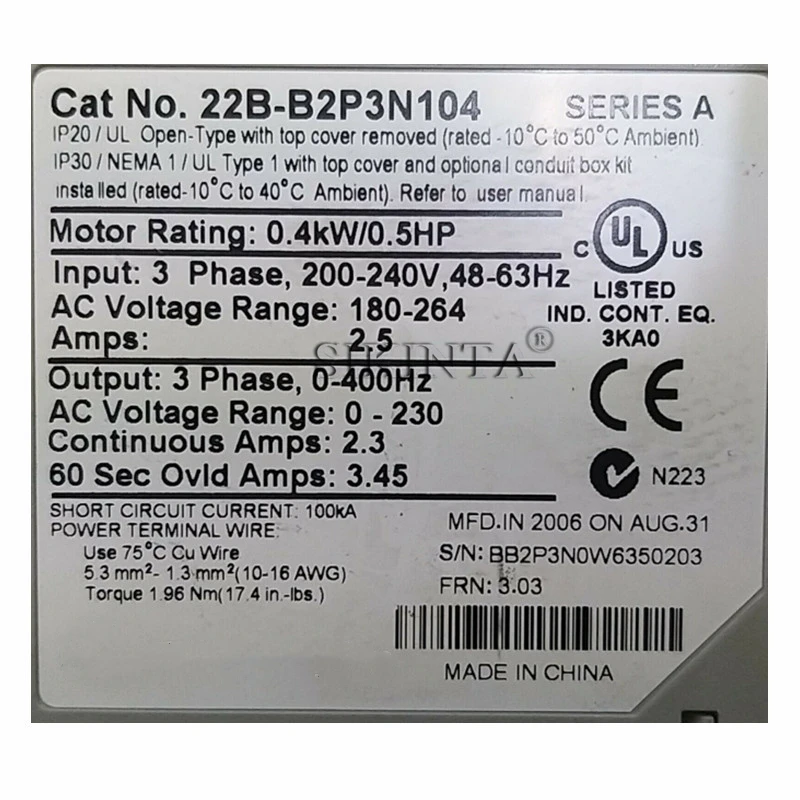 Cat No. 22B-B2P3N104 SERIES A
IP20 / UL Open-Type with top cover removed (rated -10°C to 50°C Ambient)
IP30 / NEMA 1 / UL Type 1 with top cover and optional conduit box kit
installed (rated-10°C to 40°C Ambient). Refer to user manual.
Motor Rating: 0.4kW/0.5HP
C UL US
LISTED
IND. CONT. EQ.
3KA0
Input: 3 Phase, 200-240V,48-63Hz
AC Voltage Range: 180-264
Amps: 2.5
®
Output: 3 Phase, 0-400Hz
AC Voltage Range: 0 - 230
Continuous Amps: 2.3
60 Sec Ovld Amps: 3.45
CE
N223
SHORT CIRCUIT CURRENT: 100kA
POWER TERMINAL WIRE:
Use 75°C Cu Wire
5.3 mm²- 1.3 mm²(10-16 AWG)
Torque 1.96 Nm(17.4 in.-lbs.)
MFD.IN 2006 ON AUG.31
S/N: BB2P3N0W6350203
FRN: 3.03
MADE IN CHINA